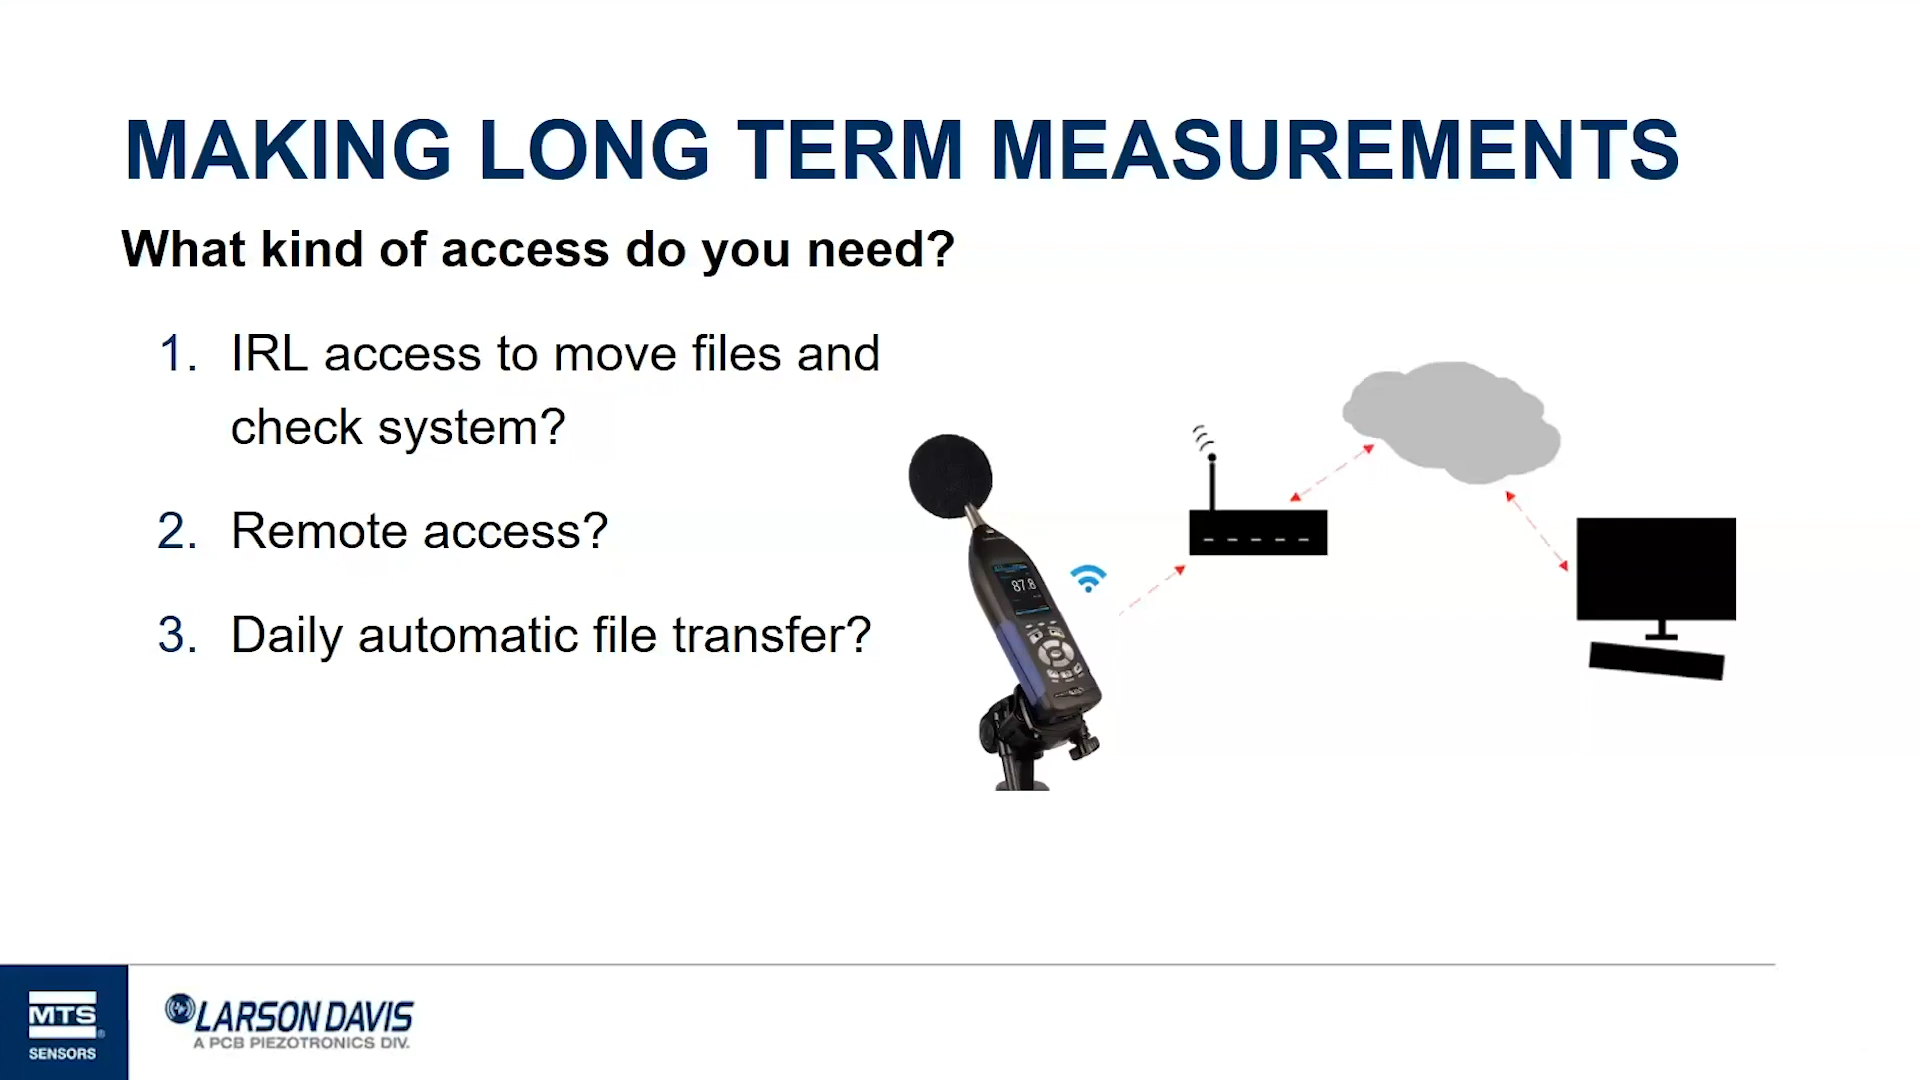 MAKING LONG TERM MEASUREMENTS
What kind of access do you need?
1. IRL access to move files and
check system?
2. Remote access?
3. Daily automatic file transfer?
87.8
MTS
®
SENSORS
LARSON DAVIS
A PCB PIEZOTRONICS DIV.